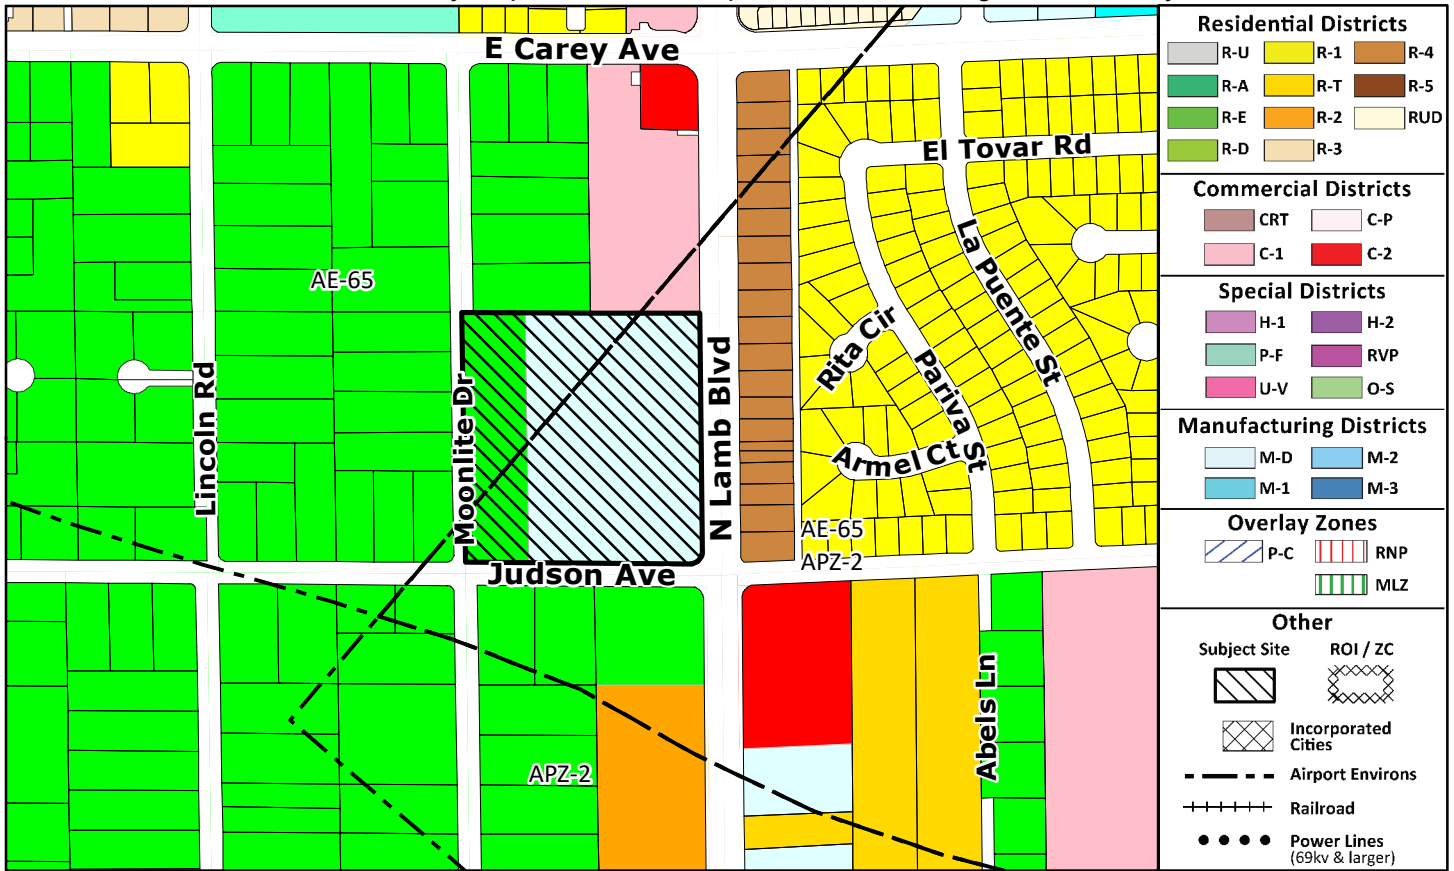 E Carey Ave
El Tovar Rd
La Puente St
AE-65
Rita Cir
Pariva St
Lincoln Rd
Moonlite Dr
N Lamb Blvd
Armel Ct
AE-65
APZ-2
Judson Ave
Abels Ln
APZ-2
Residential Districts
R-U R-1 R-4
R-A R-T R-5
R-E R-2 RUD
R-D R-3
Commercial Districts
CRT C-P
C-1 C-2
Special Districts
H-1 H-2
P-F RVP
U-V O-S
Manufacturing Districts
M-D M-2
M-1 M-3
Overlay Zones
P-C RNP
MLZ
Other
Subject Site ROI / ZC
Incorporated
Cities
Airport Environs
Railroad
Power Lines
(69kv & larger)